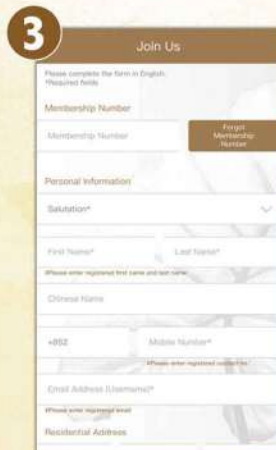 3
Join Us
Please complete the form in English.
*Required fields
Membership Number
Membership Number
Forgot
Membership
Number
Personal Information
Salutation*
First Name*
Last Name*
#Please enter registered first name and last name
Chinese Name
+852
Mobile Number*
#Please enter registered
Email Address (Username)*
#Please enter registered email
Residential Address